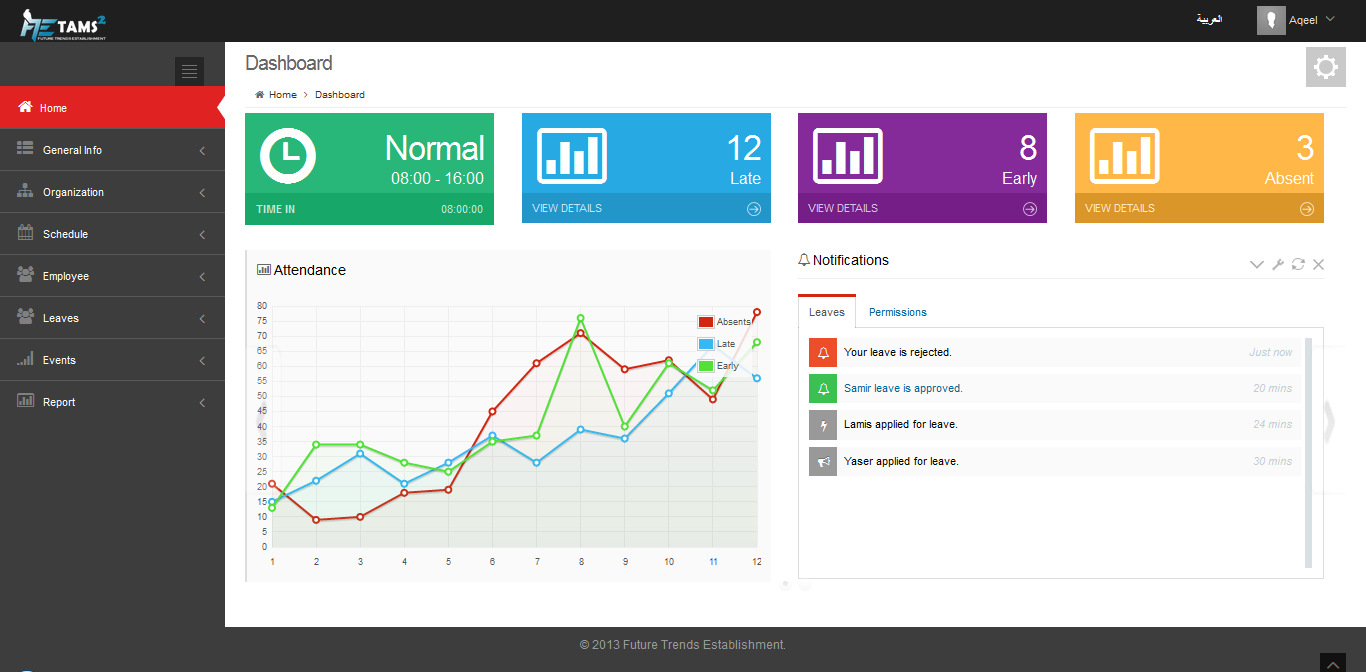 TAMS2
FUTURE TRENDS ESTABLISHMENT
العربية
Aqeel
Home
General Info
Organization
Schedule
Employee
Leaves
Events
Report
Dashboard
Home > Dashboard
Normal
08:00 - 16:00
TIME IN 08:00:00
12
Late
VIEW DETAILS
8
Early
VIEW DETAILS
3
Absent
VIEW DETAILS
Attendance
80
75
70
65
60
55
50
45
40
35
30
25
20
15
10
5
0
1 2 3 4 5 6 7 8 9 10 11 12
Absents
Late
Early
Notifications
Leaves Permissions
Your leave is rejected. Just now
Samir leave is approved. 20 mins
Lamis applied for leave. 24 mins
Yaser applied for leave. 30 mins
© 2013 Future Trends Establishment.